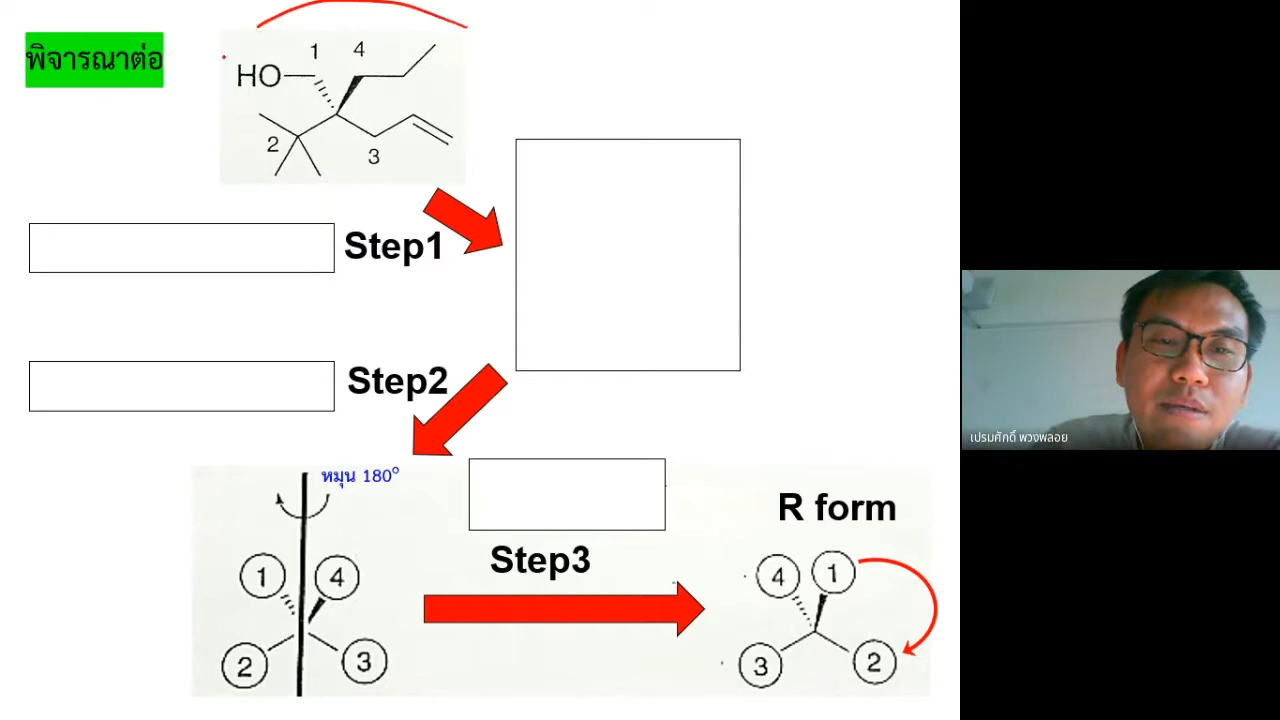 พิจารณาต่อ
1 4
HO
2
3
Step1
Step2
หมุน 180°
1 4
2 3
Step3
R form
4 1
3 2
เปรมศักดิ์ พวงพลอย